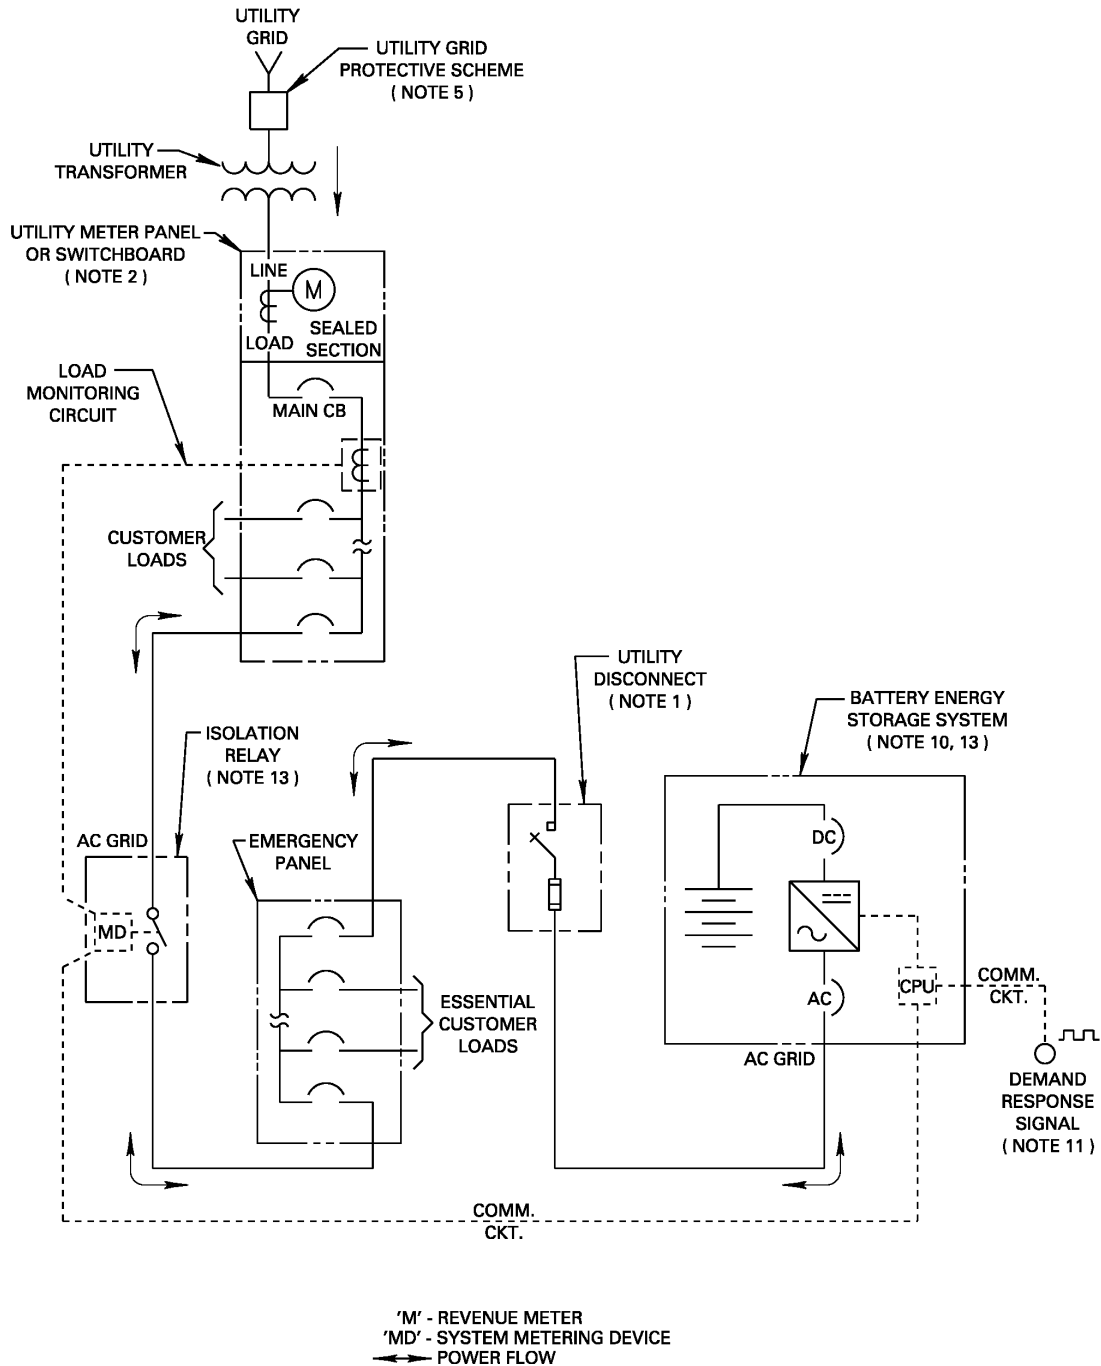 UTILITY
GRID
UTILITY GRID
PROTECTIVE SCHEME
( NOTE 5 )
UTILITY
TRANSFORMER
UTILITY METER PANEL
OR SWITCHBOARD
( NOTE 2 )
LINE
M
LOAD
SEALED
SECTION
LOAD
MONITORING
CIRCUIT
MAIN CB
CUSTOMER
LOADS
UTILITY
DISCONNECT
( NOTE 1 )
BATTERY ENERGY
STORAGE SYSTEM
( NOTE 10, 13 )
ISOLATION
RELAY
( NOTE 13 )
AC GRID
EMERGENCY
PANEL
DC
MD
ESSENTIAL
CUSTOMER
LOADS
AC
CPU
COMM.
CKT.
AC GRID
DEMAND
RESPONSE
SIGNAL
( NOTE 11 )
COMM.
CKT.
'M' - REVENUE METER
'MD' - SYSTEM METERING DEVICE
POWER FLOW